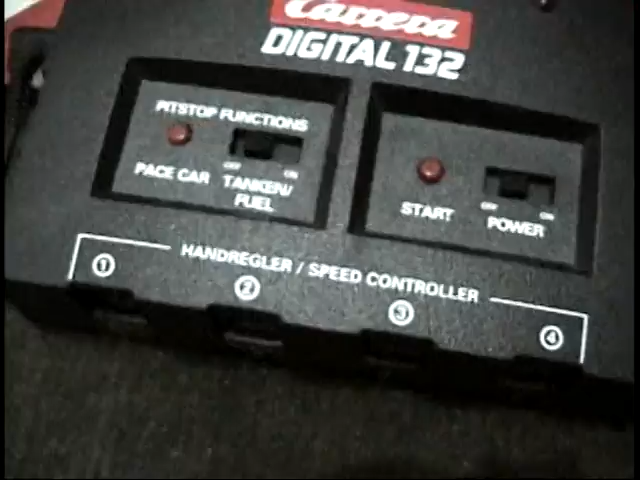 Carrera
DIGITAL 132
PITSTOP FUNCTIONS
OFF ON
PACE CAR
TANKEN/
FUEL
START
OFF ON
POWER
HANDREGLER / SPEED CONTROLLER
1
2
3
4